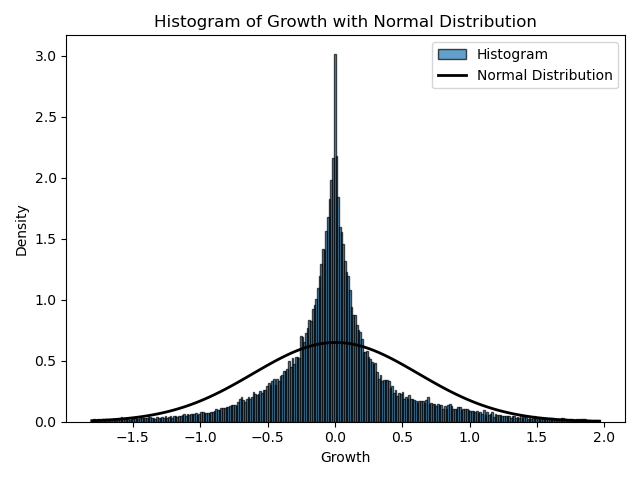 Histogram of Growth with Normal Distribution
Histogram
Normal Distribution
3.0
2.5
2.0
1.5
1.0
0.5
0.0
Density
−1.5 −1.0 −0.5 0.0 0.5 1.0 1.5 2.0
Growth